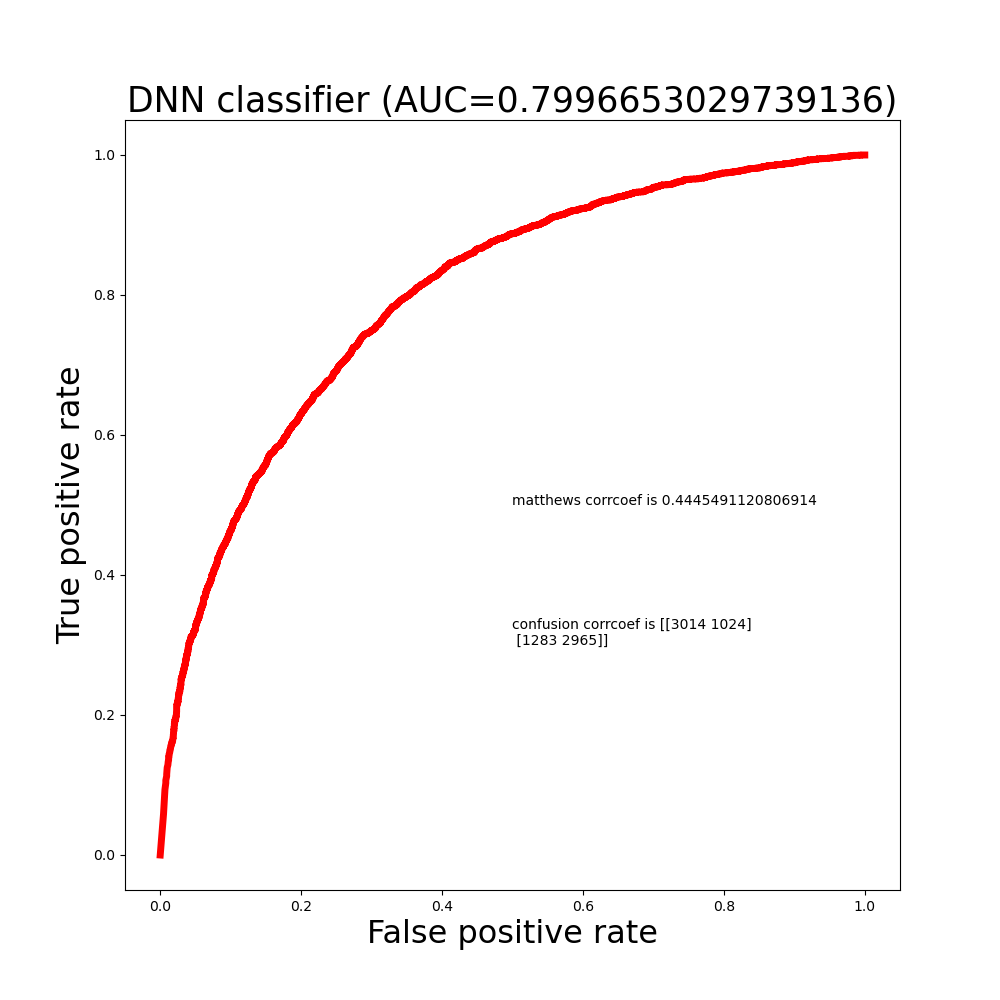 DNN classifier (AUC=0.7996653029739136)
1.0
0.8
0.6
0.4
0.2
0.0
True positive rate
matthews corrcoef is 0.4445491120806914
confusion corrcoef is [[3014 1024]
[1283 2965]]
0.0 0.2 0.4 0.6 0.8 1.0
False positive rate